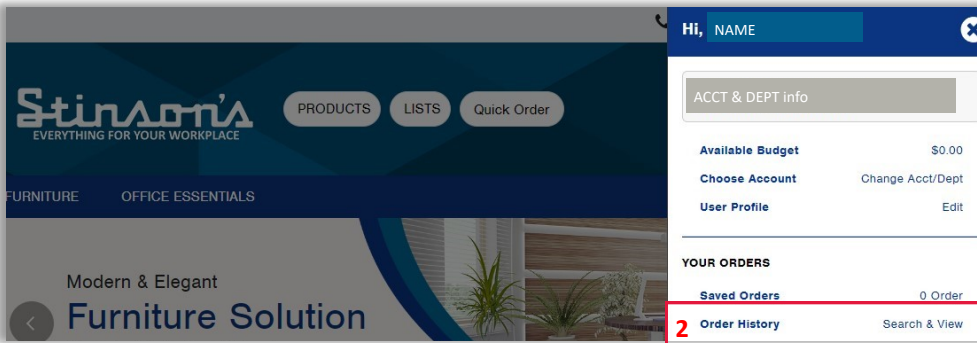 Hi, NAME
Stinson's
EVERYTHING FOR YOUR WORKPLACE
PRODUCTS LISTS Quick Order
ACCT & DEPT info
Available Budget $0.00
Choose Account Change Acct/Dept
User Profile Edit
FURNITURE OFFICE ESSENTIALS
YOUR ORDERS
Modern & Elegant
Furniture Solution
Saved Orders 0 Order
2 Order History Search & View